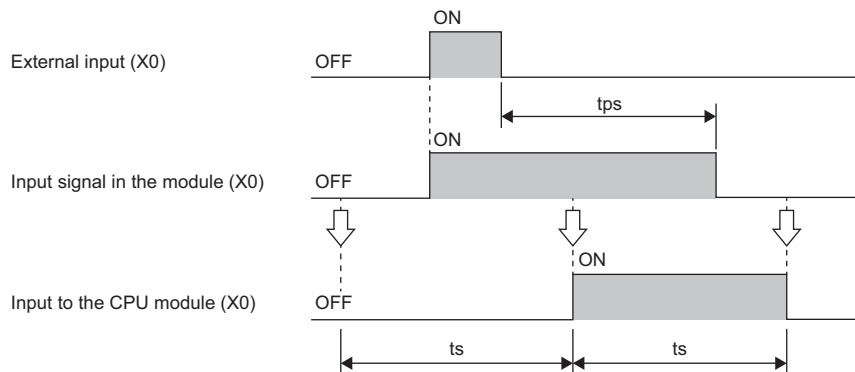 ON
External input (X0) OFF
tps
ON
Input signal in the module (X0) OFF
ON
Input to the CPU module (X0) OFF
ts ts